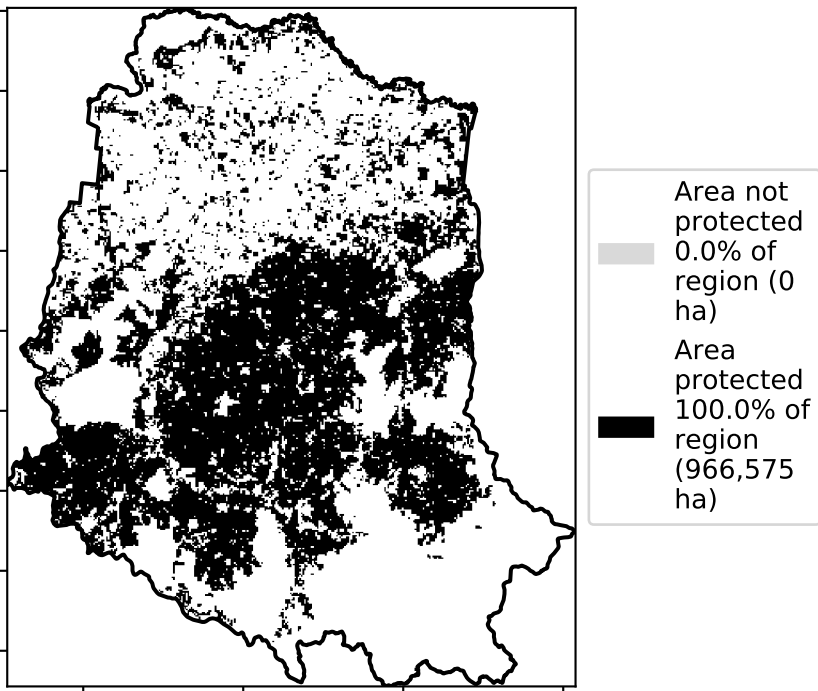 Area not
protected
0.0% of
region (0
ha)
Area
protected
100.0% of
region
(966,575
ha)